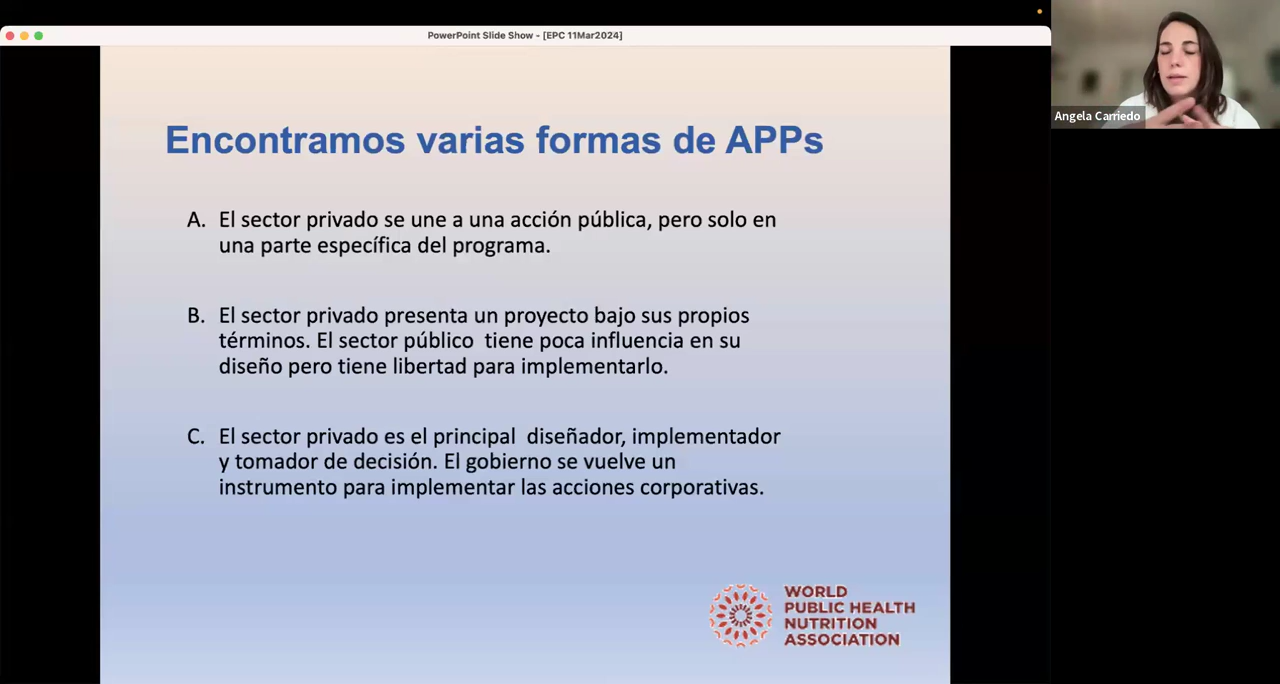 PowerPoint Slide Show - [EPC 11Mar2024]
Angela Carriedo
Encontramos varias formas de APPs
A. El sector privado se une a una acción pública, pero solo en
una parte específica del programa.
B. El sector privado presenta un proyecto bajo sus propios
términos. El sector público tiene poca influencia en su
diseño pero tiene libertad para implementarlo.
C. El sector privado es el principal diseñador, implementador
y tomador de decisión. El gobierno se vuelve un
instrumento para implementar las acciones corporativas.
WORLD
PUBLIC HEALTH
NUTRITION
ASSOCIATION